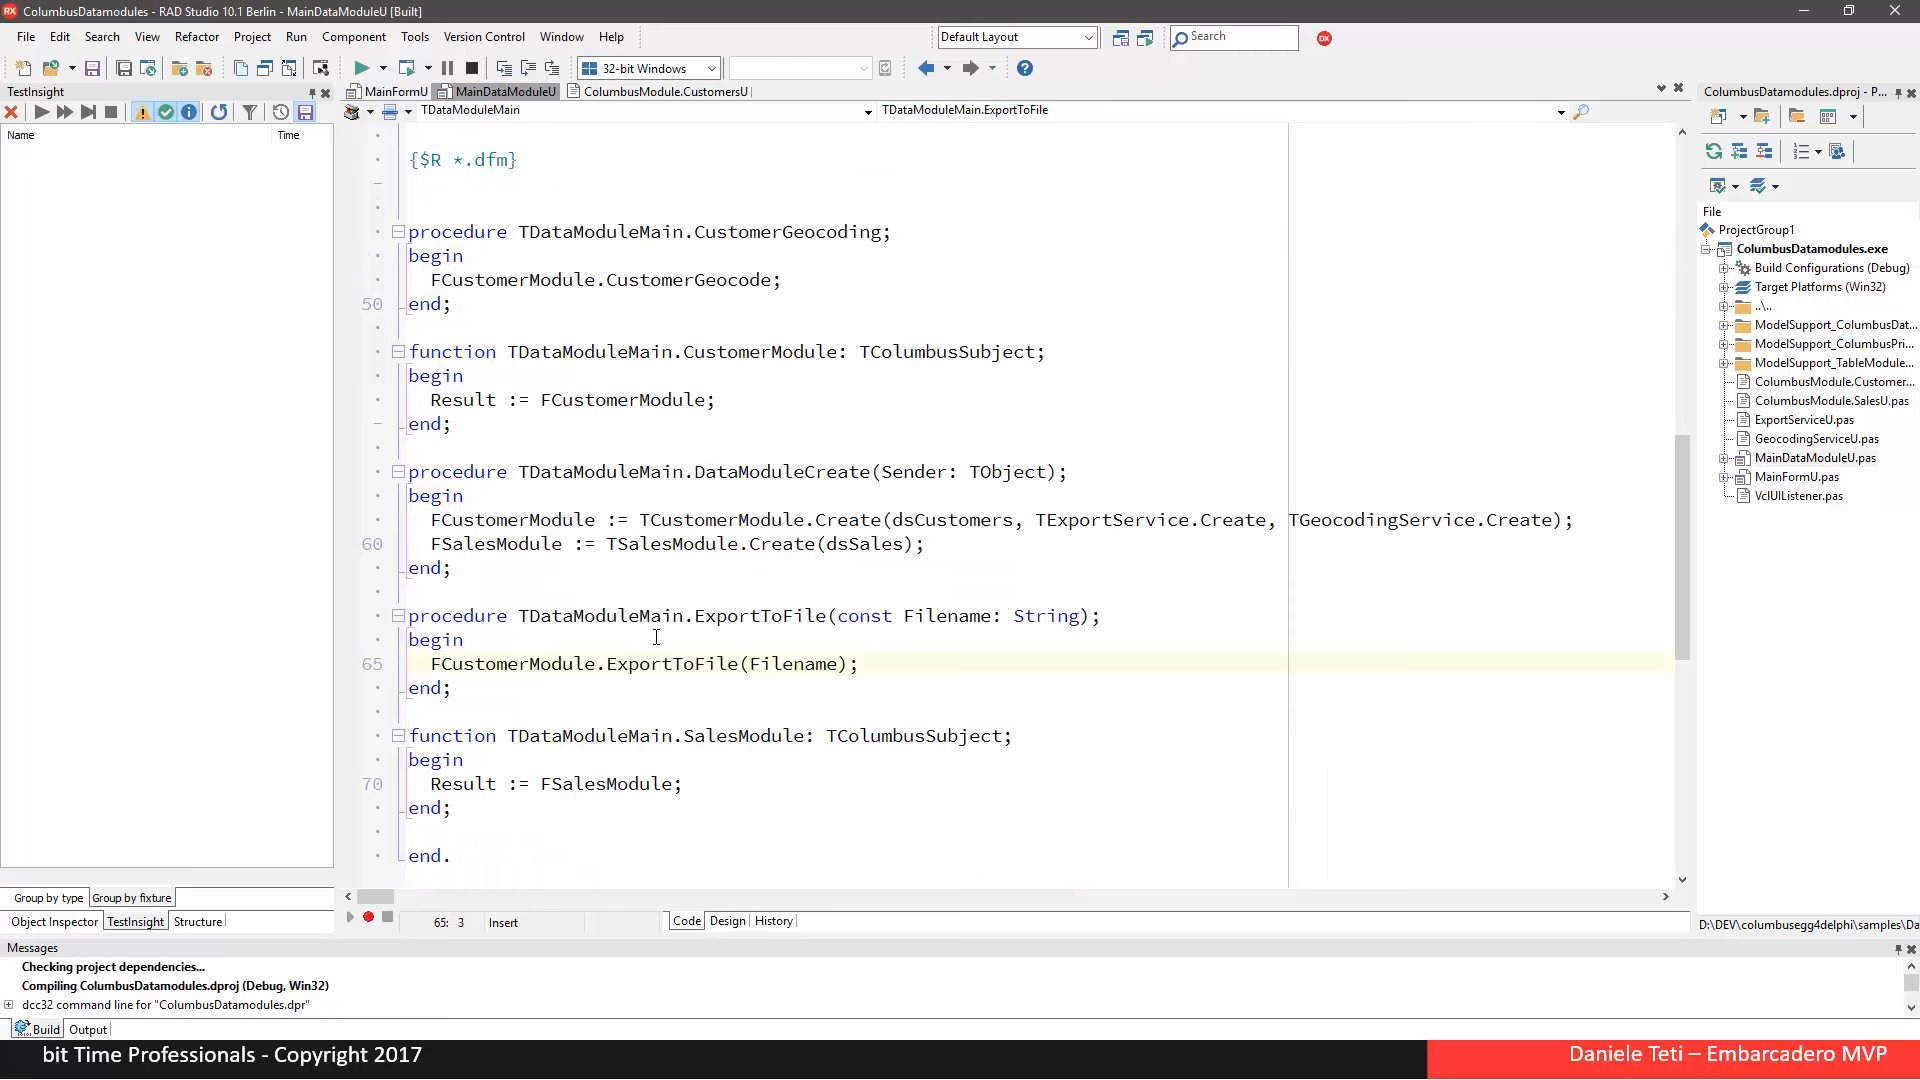 ColumbusDatamodules - RAD Studio 10.1 Berlin - MainDataModuleU [Built]
File Edit Search View Refactor Project Run Component Tools Version Control Window Help
Default Layout
Search
32-bit Windows
TestInsight
MainFormU
MainDataModuleU
ColumbusModule.CustomersU
ColumbusDatamodules.dproj - P...
TDataModuleMain
TDataModuleMain.ExportToFile
Name
Time
{$R *.dfm}
procedure TDataModuleMain.CustomerGeocoding;
begin
FCustomerModule.CustomerGeocode;
50 end;
function TDataModuleMain.CustomerModule: TColumbusSubject;
begin
Result := FCustomerModule;
end;
procedure TDataModuleMain.DataModuleCreate(Sender: TObject);
begin
FCustomerModule := TCustomerModule.Create(dsCustomers, TExportService.Create, TGeocodingService.Create);
60 FSalesModule := TSalesModule.Create(dsSales);
end;
procedure TDataModuleMain.ExportToFile(const Filename: String);
begin
65 FCustomerModule.ExportToFile(Filename);
end;
function TDataModuleMain.SalesModule: TColumbusSubject;
begin
70 Result := FSalesModule;
end;
end.
File
ProjectGroup1
ColumbusDatamodules.exe
Build Configurations (Debug)
Target Platforms (Win32)
..\..
ModelSupport_ColumbusDat...
ModelSupport_ColumbusPri...
ModelSupport_TableModule...
ColumbusModule.Customer...
ColumbusModule.SalesU.pas
ExportServiceU.pas
GeocodingServiceU.pas
MainDataModuleU.pas
MainFormU.pas
VclUIListener.pas
Group by type
Group by fixture
Object Inspector
TestInsight
Structure
65: 3
Insert
Code
Design
History
D:\DEV\columbusegg4delphi\samples\Da
Messages
Checking project dependencies...
Compiling ColumbusDatamodules.dproj (Debug, Win32)
dcc32 command line for "ColumbusDatamodules.dpr"
Build
Output
bit Time Professionals - Copyright 2017
Daniele Teti – Embarcadero MVP